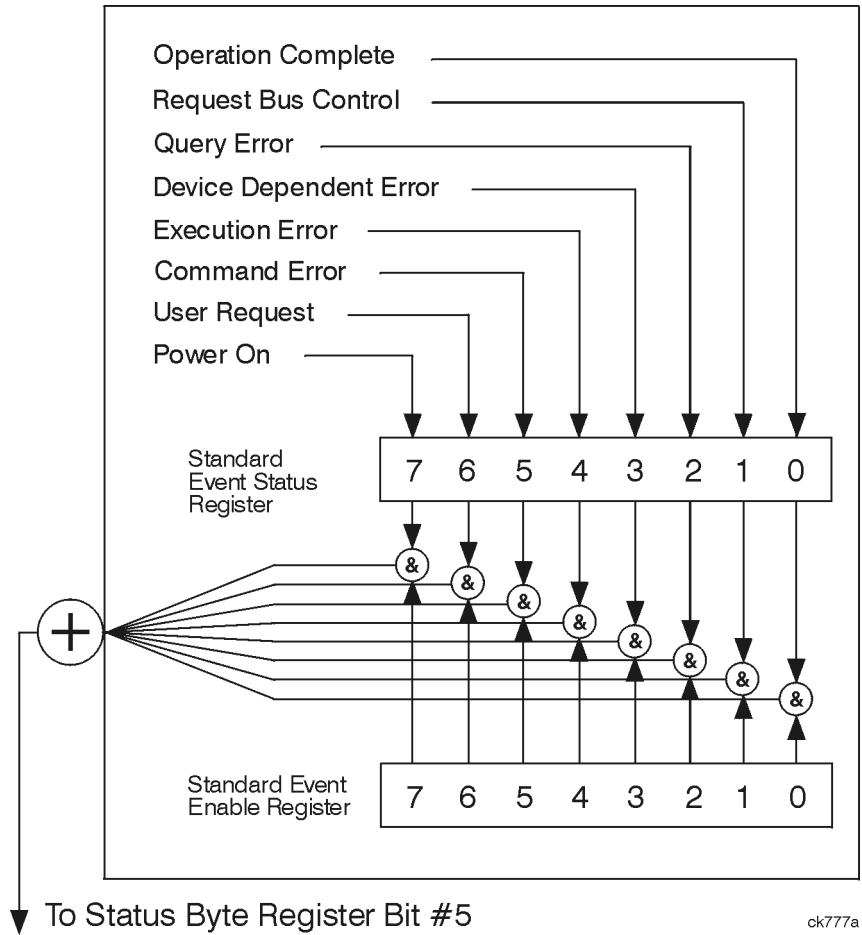 Operation Complete
Request Bus Control
Query Error
Device Dependent Error
Execution Error
Command Error
User Request
Power On
Standard
Event Status
Register
7 6 5 4 3 2 1 0
&
&
&
&
&
&
&
&
+
Standard Event
Enable Register
7 6 5 4 3 2 1 0
To Status Byte Register Bit #5
ck777a